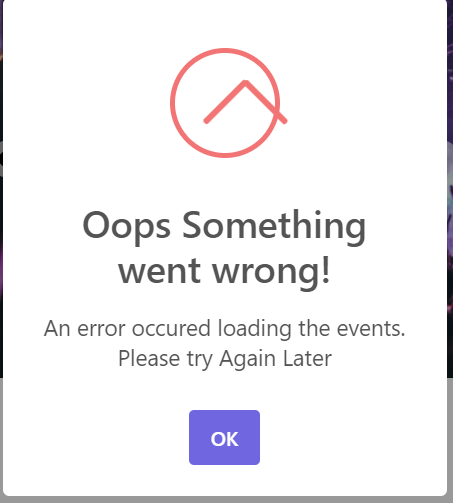 Oops Something
went wrong!
An error occured loading the events.
Please try Again Later
OK